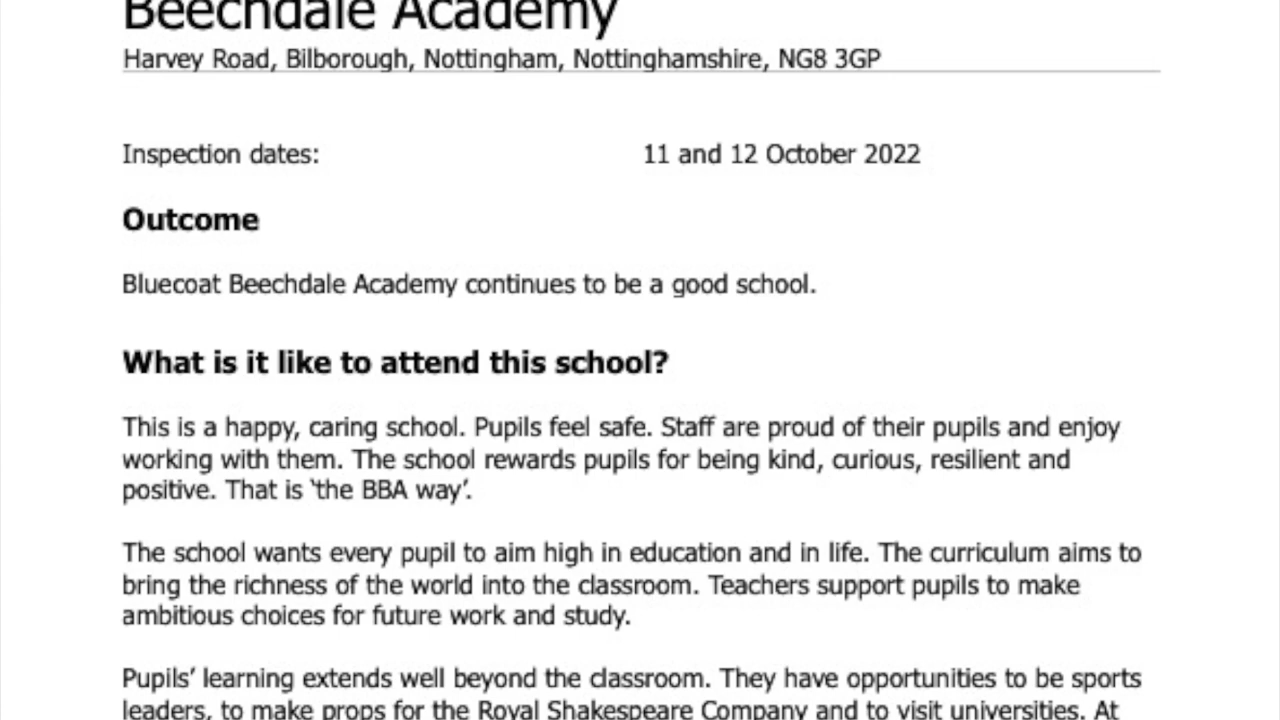 Beechdale Academy
Harvey Road, Bilborough, Nottingham, Nottinghamshire, NG8 3GP
Inspection dates: 11 and 12 October 2022
Outcome
Bluecoat Beechdale Academy continues to be a good school.
What is it like to attend this school?
This is a happy, caring school. Pupils feel safe. Staff are proud of their pupils and enjoy
working with them. The school rewards pupils for being kind, curious, resilient and
positive. That is ‘the BBA way’.
The school wants every pupil to aim high in education and in life. The curriculum aims to
bring the richness of the world into the classroom. Teachers support pupils to make
ambitious choices for future work and study.
Pupils’ learning extends well beyond the classroom. They have opportunities to be sports
leaders, to make props for the Royal Shakespeare Company and to visit universities. At